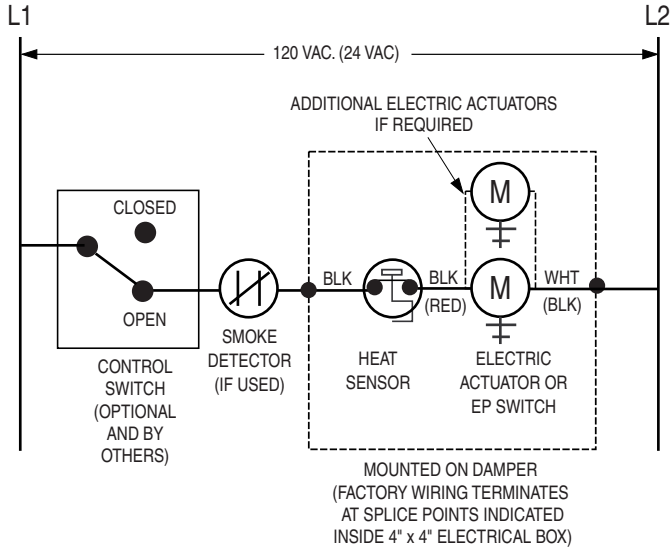 L1
L2
120 VAC. (24 VAC)
ADDITIONAL ELECTRIC ACTUATORS
IF REQUIRED
M
CLOSED
OPEN
CONTROL
SWITCH
(OPTIONAL
AND BY
OTHERS)
SMOKE
DETECTOR
(IF USED)
BLK
HEAT
SENSOR
BLK
(RED)
M
WHT
(BLK)
ELECTRIC
ACTUATOR OR
EP SWITCH
MOUNTED ON DAMPER
(FACTORY WIRING TERMINATES
AT SPLICE POINTS INDICATED
INSIDE 4" x 4" ELECTRICAL BOX)